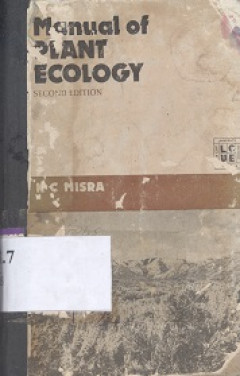 Manual of
PLANT
ECOLOGY
SECOND EDITION
K C MISRA
.7